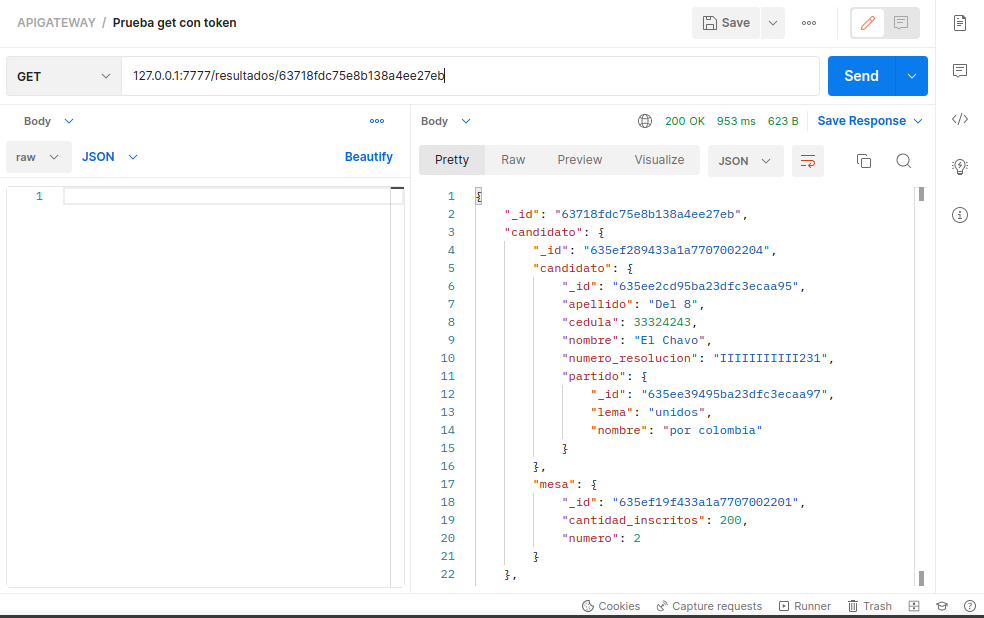 APIGATEWAY / Prueba get con token
Save
GET 127.0.0.1:7777/resultados/63718fdc75e8b138a4ee27eb Send
Body
raw JSON Beautify
1
Body 200 OK 953 ms 623 B Save Response
Pretty Raw Preview Visualize JSON
1 {
2 "_id": "63718fdc75e8b138a4ee27eb",
3 "candidato": {
4 "_id": "635ef289433a1a7707002204",
5 "candidato": {
6 "_id": "635ee2cd95ba23dfc3ecaa95",
7 "apellido": "Del 8",
8 "cedula": 33324243,
9 "nombre": "El Chavo",
10 "numero_resolucion": "IIIIIIIIIII231",
11 "partido": {
12 "_id": "635ee39495ba23dfc3ecaa97",
13 "lema": "unidos",
14 "nombre": "por colombia"
15 }
16 },
17 "mesa": {
18 "_id": "635ef19f433a1a7707002201",
19 "cantidad_inscritos": 200,
20 "numero": 2
21 }
22 },
Cookies Capture requests Runner Trash